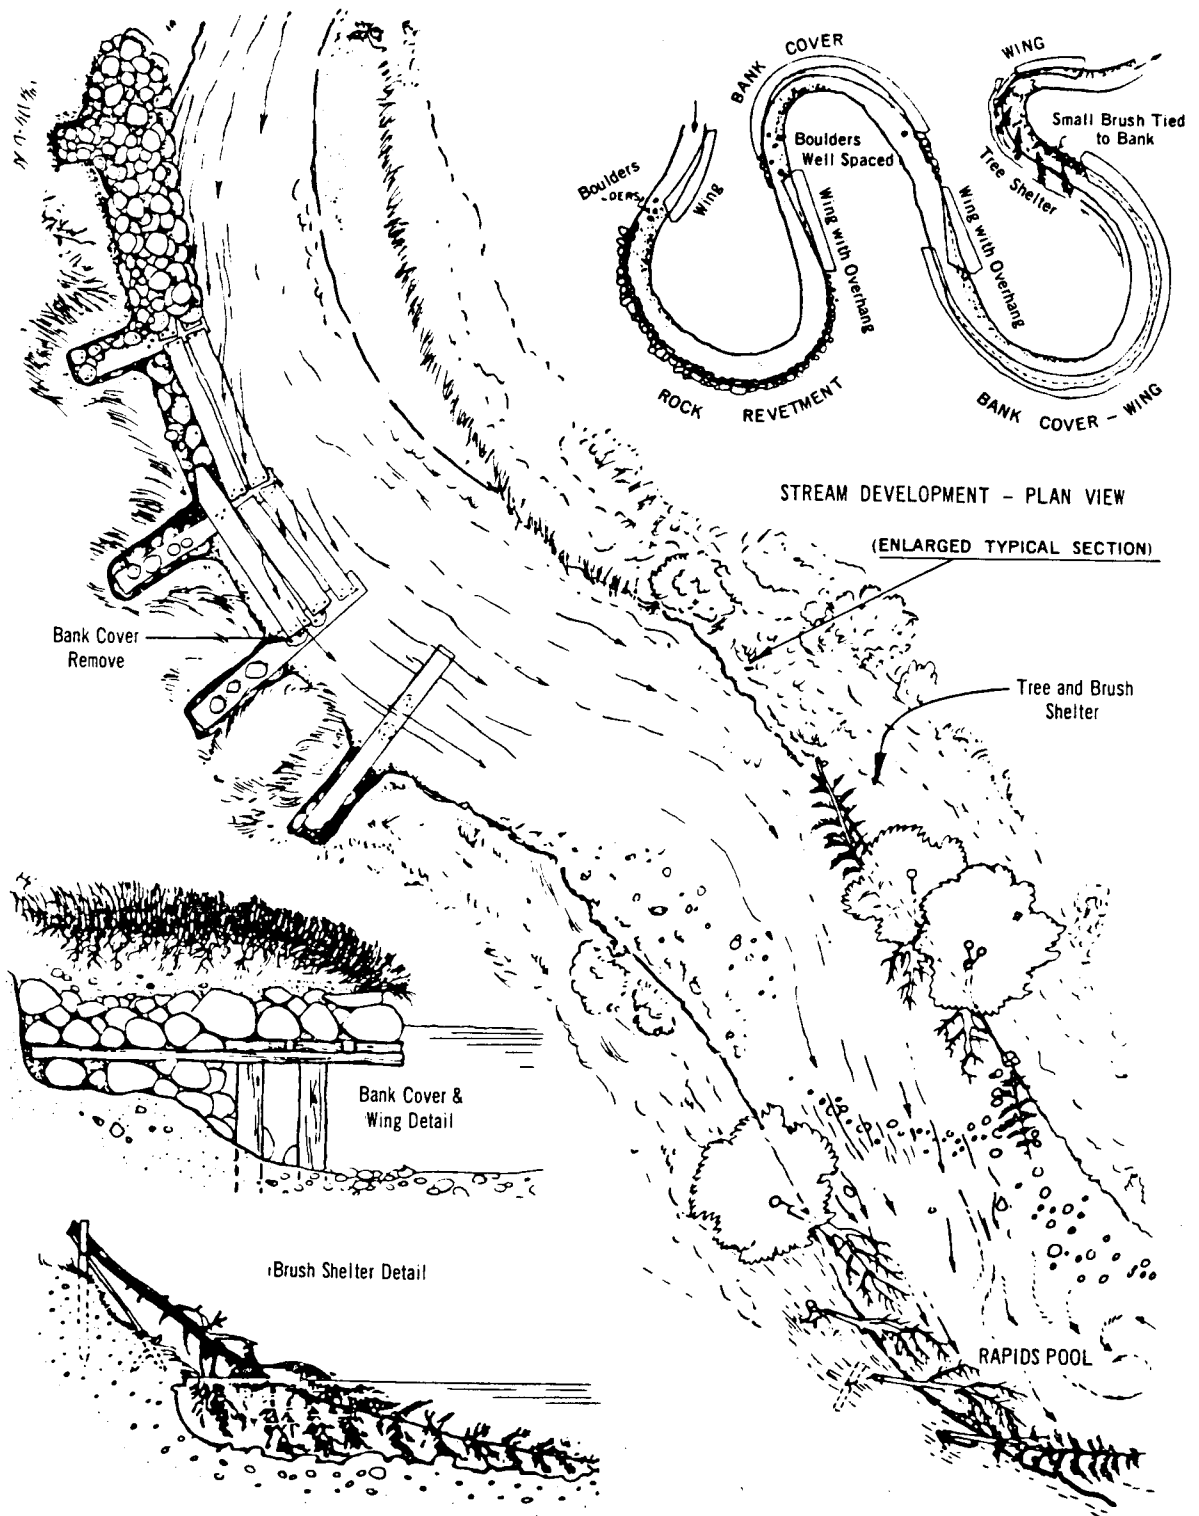 WING
BANK COVER
Small Brush Tied
to Bank
Boulders
Well Spaced
Boulders
LDERS
Wing
Tree Shelter
Wing with Overhang
Wing with Overhang
ROCK REVETMENT
BANK COVER - WING
STREAM DEVELOPMENT - PLAN VIEW
(ENLARGED TYPICAL SECTION)
Bank Cover
Remove
Tree and Brush
Shelter
Bank Cover &
Wing Detail
Brush Shelter Detail
RAPIDS POOL